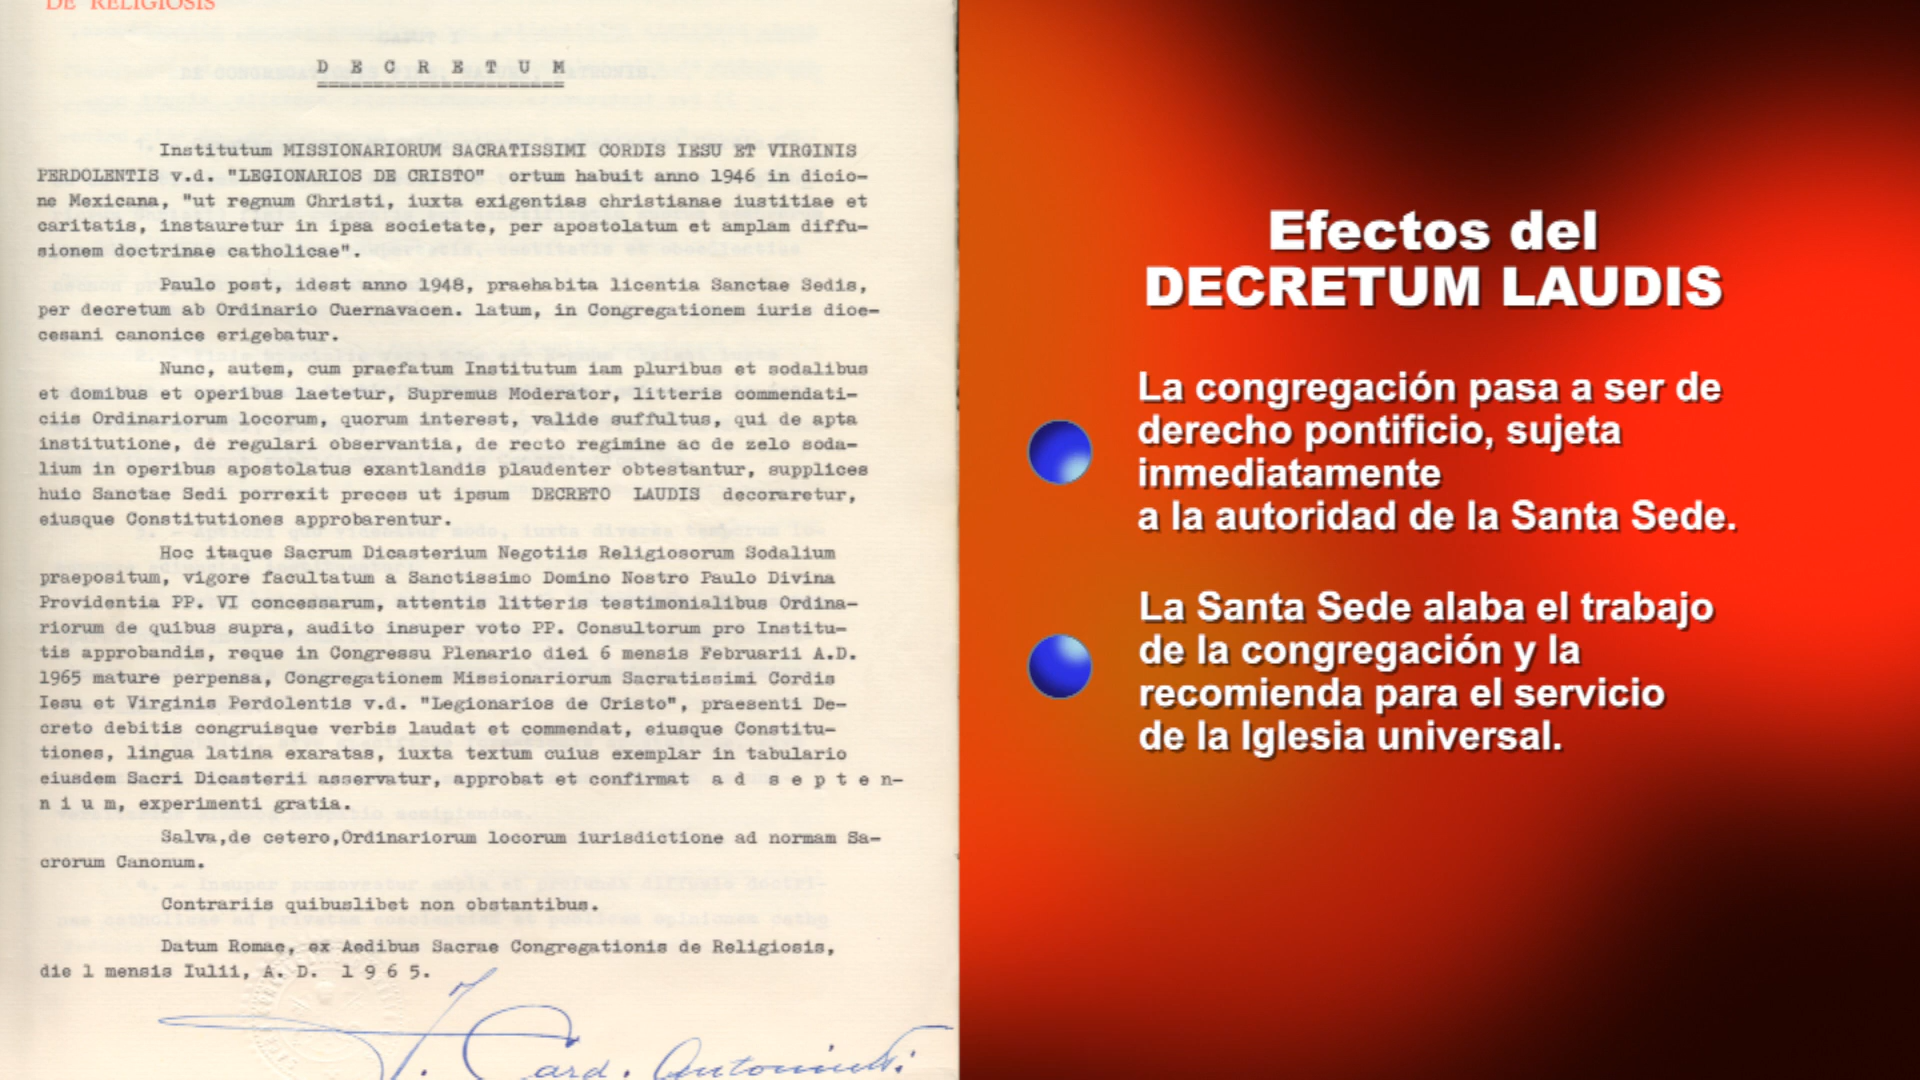 DE RELIGIOSIS
D E C R E T U M
Institutum MISSIONARIORUM SACRATISSIMI CORDIS IESU ET VIRGINIS
PERDOLENTIS v.d. "LEGIONARIOS DE CRISTO" ortum habuit anno 1946 in dicio-
ne Mexicana, "ut regnum Christi, iuxta exigentias christianae iustitiae et
caritatis, instauretur in ipsa societate, per apostolatum et amplam diffu-
sionem doctrinae catholicae".
Paulo post, idest anno 1948, praehabita licentia Sanctae Sedis,
per decretum ab Ordinario Cuernavacen. latum, in Congregationem iuris dioe-
cesani canonice erigebatur.
Nunc, autem, cum praefatum Institutum iam pluribus et sodalibus
et domibus et operibus laetetur, Supremus Moderator, litteris commendati-
ciis Ordinariorum locorum, quorum interest, valide suffultus, qui de apta
institutione, de regulari observantia, de recto regimine ac de zelo soda-
lium in operibus apostolatus exantlandis plaudenter obtestantur, supplices
huic Sanctae Sedi porrexit preces ut ipsum DECRETO LAUDIS decoraretur,
eiusque Constitutiones approbarentur.
Hoc itaque Sacrum Dicasterium Negotiis Religiosorum Sodalium
praepositum, vigore facultatum a Sanctissimo Domino Nostro Paulo Divina
Providentia PP. VI concessarum, attentis litteris testimonialibus Ordina-
riorum de quibus supra, audito insuper voto PP. Consultorum pro Institu-
tis approbandis, reque in Congressu Plenario diei 6 mensis Februarii A.D.
1965 mature perpensa, Congregationem Missionariorum Sacratissimi Cordis
Iesu et Virginis Perdolentis v.d. "Legionarios de Cristo", praesenti De-
creto debitis congruisque verbis laudat et commendat, eiusque Constitu-
tiones, lingua latina exaratas, iuxta textum cuius exemplar in tabulario
eiusdem Sacri Dicasterii asservatur, approbat et confirmat a d s e p t e n-
n i u m, experimenti gratia.
Salva,de cetero,Ordinariorum locorum iurisdictione ad normam Sa-
crorum Canonum.
Contrariis quibuslibet non obstantibus.
Datum Romae, ex Aedibus Sacrae Congregationis de Religiosis,
die 1 mensis Iulii, A. D. 1 9 6 5.
J. Card. Antoniutti
Efectos del
DECRETUM LAUDIS
La congregación pasa a ser de
derecho pontificio, sujeta
inmediatamente
a la autoridad de la Santa Sede.
La Santa Sede alaba el trabajo
de la congregación y la
recomienda para el servicio
de la Iglesia universal.